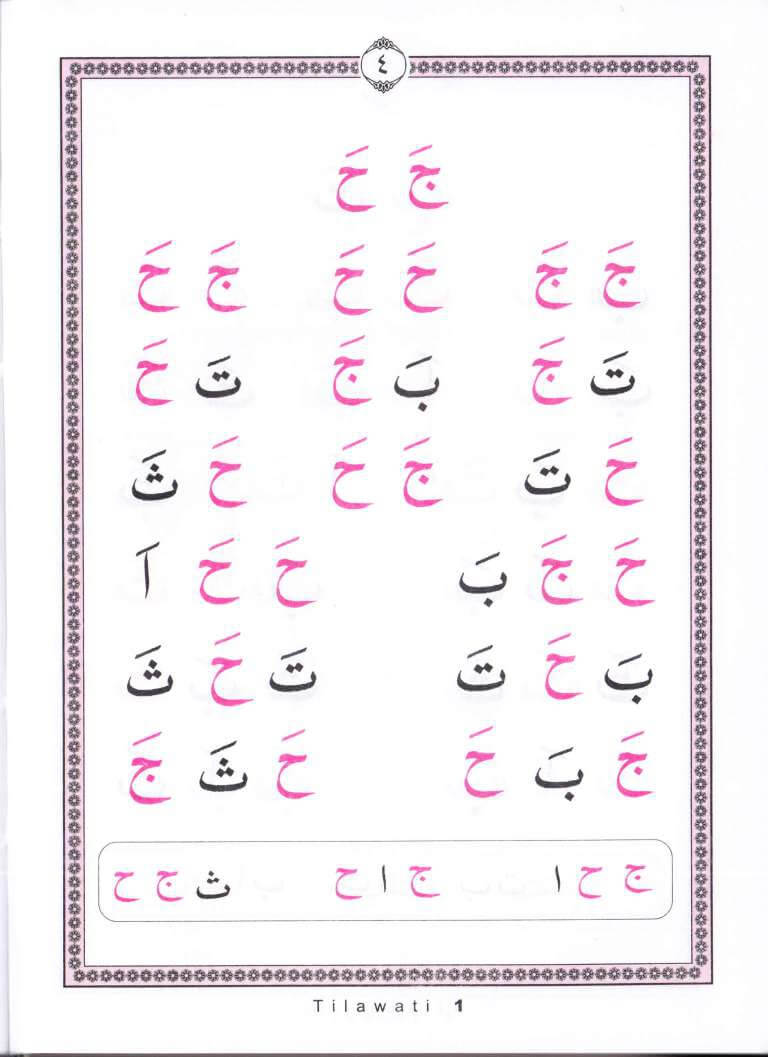 ٤
جَ حَ
جَ جَ حَ حَ جَ حَ
تَ جَ بَ جَ تَ حَ
حَ تَ جَ حَ حَ ثَ
حَ جَ بَ حَ حَ اَ
بَ حَ تَ تَ حَ ثَ
جَ بَ حَ حَ ثَ جَ
ج ح ا ج ا ح ث ج ح
Tilawati 1